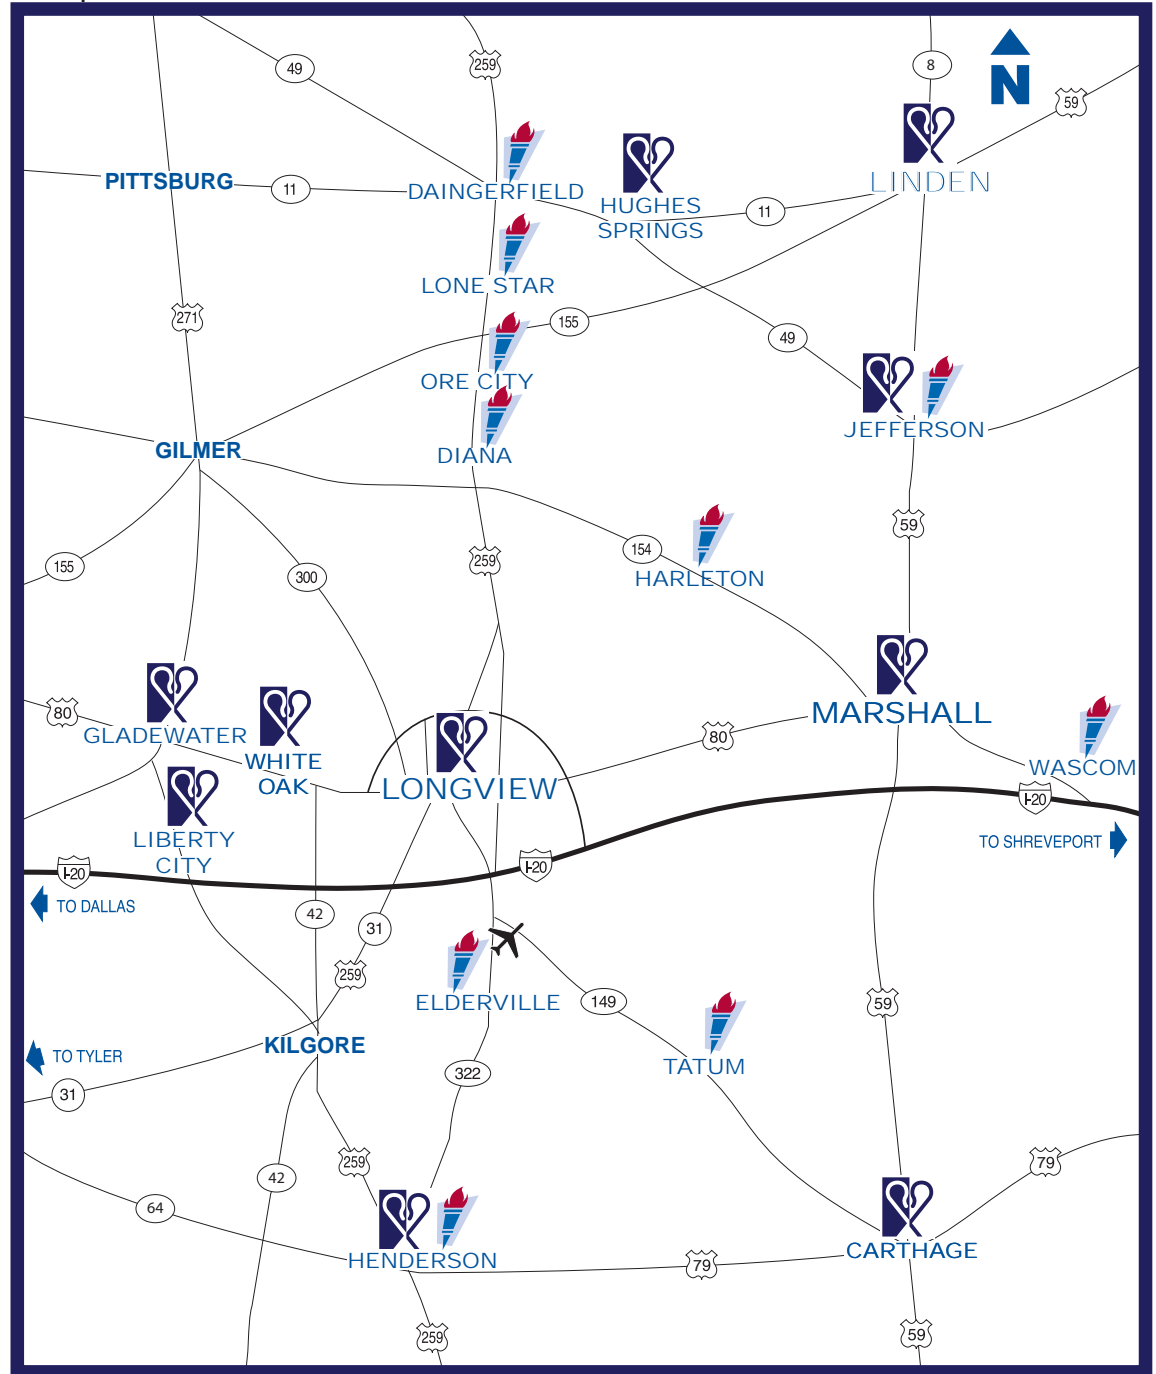 49
259
8
59
N
PITTSBURG
11
DAINGERFIELD
HUGHES
SPRINGS
11
LINDEN
LONE STAR
271
155
49
ORE CITY
JEFFERSON
GILMER
DIANA
59
155
300
259
154
HARLETON
80
GLADEWATER
WHITE
OAK
LONGVIEW
80
MARSHALL
WASCOM
I-20
LIBERTY
CITY
TO SHREVEPORT
I-20
I-20
TO DALLAS
42
31
259
ELDERVILLE
149
59
KILGORE
TO TYLER
31
322
TATUM
259
42
79
64
HENDERSON
79
CARTHAGE
259
59